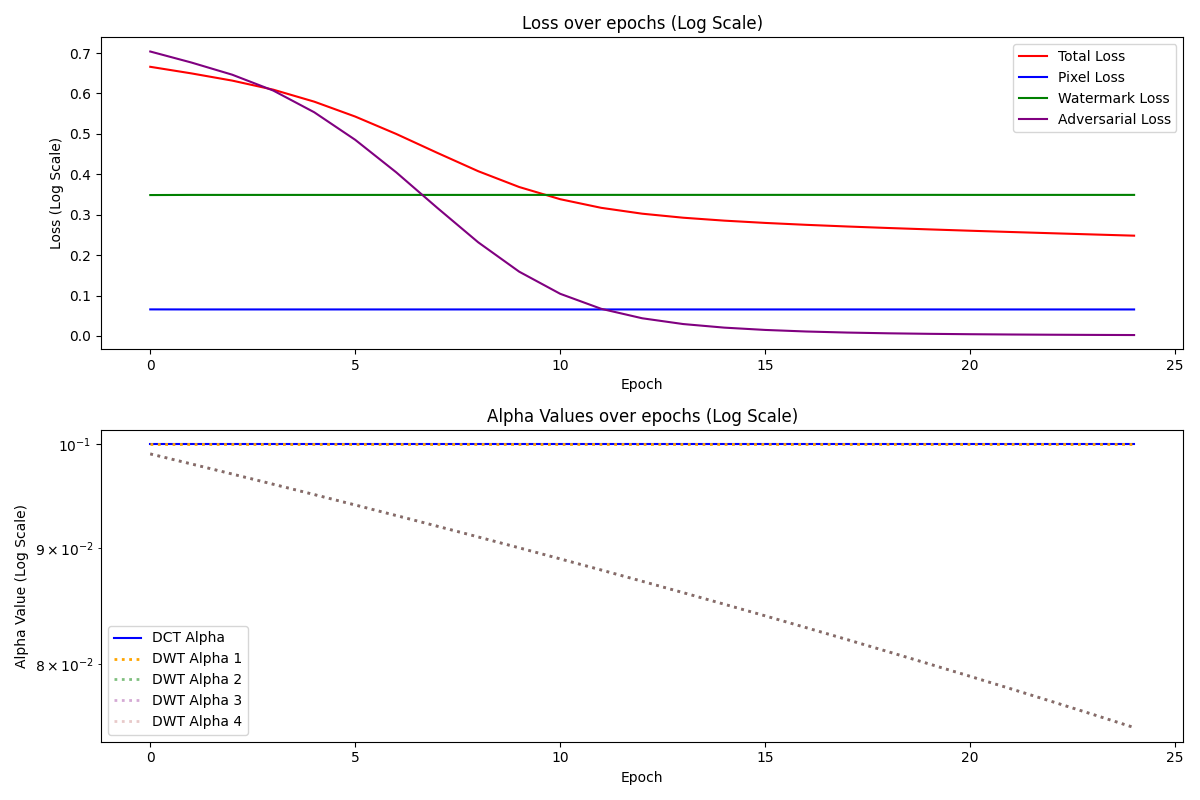 Loss over epochs (Log Scale)
Loss (Log Scale)
0.7
0.6
0.5
0.4
0.3
0.2
0.1
0.0
Total Loss
Pixel Loss
Watermark Loss
Adversarial Loss
0 5 10 15 20 25
Epoch
Alpha Values over epochs (Log Scale)
Alpha Value (Log Scale)
10⁻¹
9 × 10⁻²
8 × 10⁻²
DCT Alpha
DWT Alpha 1
DWT Alpha 2
DWT Alpha 3
DWT Alpha 4
0 5 10 15 20 25
Epoch